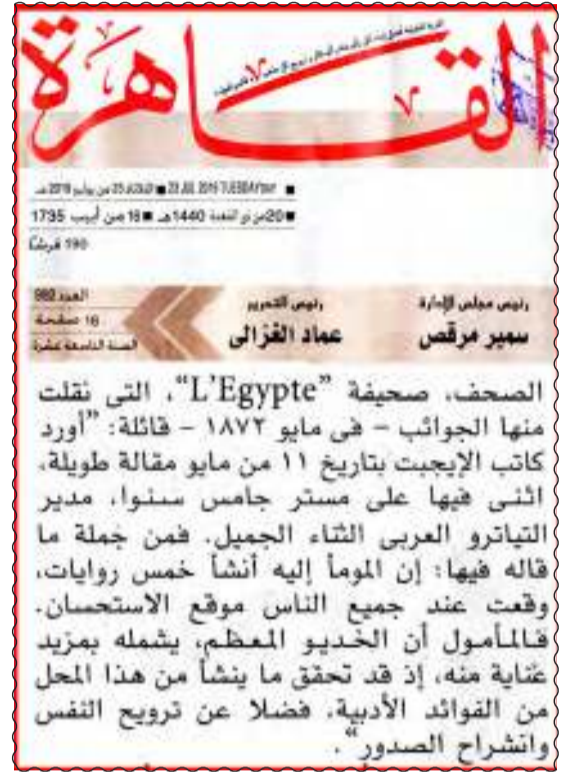 القاهرة
23 JUL 2019 TUESDAY الثلاثاء 23 من يوليو 2019 مـ
20 من ذى القعدة 1440هـ ■ 16 من أبيب 1735
190 قرشًا
رئيس مجلس الإدارة
سمير مرقص
رئيس التحرير
عماد الغزالى
العدد 992
16 صفحة
السنة التاسعة عشرة
الصحف، صحيفة "L'Egypte"، التى نقلت
منها الجوائب – فى مايو ١٨٧٢ – قائلة: "أورد
كاتب الإيجبت بتاريخ ١١ من مايو مقالة طويلة،
اثنى فيها على مستر جامس سنوا، مدير
التياترو العربى الثناء الجميل. فمن جملة ما
قاله فيها: إن المومأ إليه أنشأ خمس روايات،
وقعت عند جميع الناس موقع الاستحسان.
فالمأمول أن الخديو المعظم، يشمله بمزيد
عناية منه، إذ قد تحقق ما ينشأ من هذا المحل
من الفوائد الأدبية، فضلا عن ترويح النفس
وانشراح الصدور".